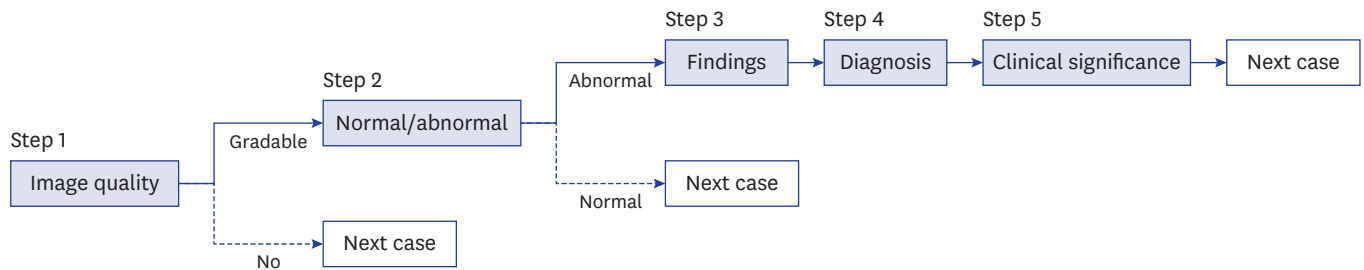 Step 1
Image quality
Gradable
No
Next case
Step 2
Normal/abnormal
Abnormal
Normal
Next case
Step 3
Findings
Step 4
Diagnosis
Step 5
Clinical significance
Next case